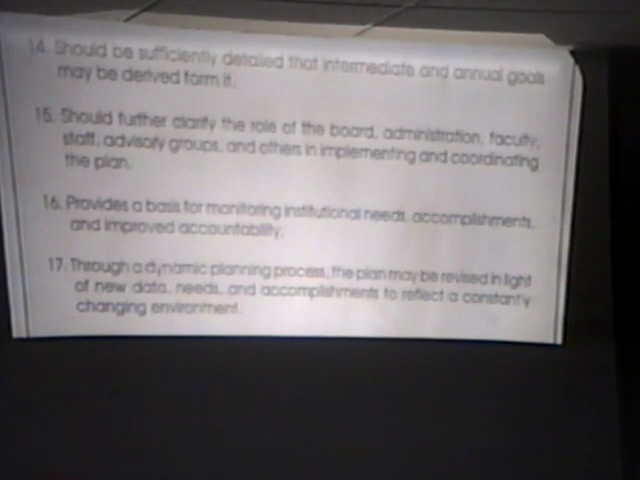 14. Should be sufficiently detailed that intermediate and annual goals
may be derived form it.
15. Should further clarify the role of the board, administration, faculty,
staff, advisory groups, and others in implementing and coordinating
the plan.
16. Provides a basis for monitoring institutional needs, accomplishments,
and improved accountability.
17. Through a dynamic planning process, the plan may be revised in light
of new data, needs, and accomplishments to reflect a constantly
changing environment.